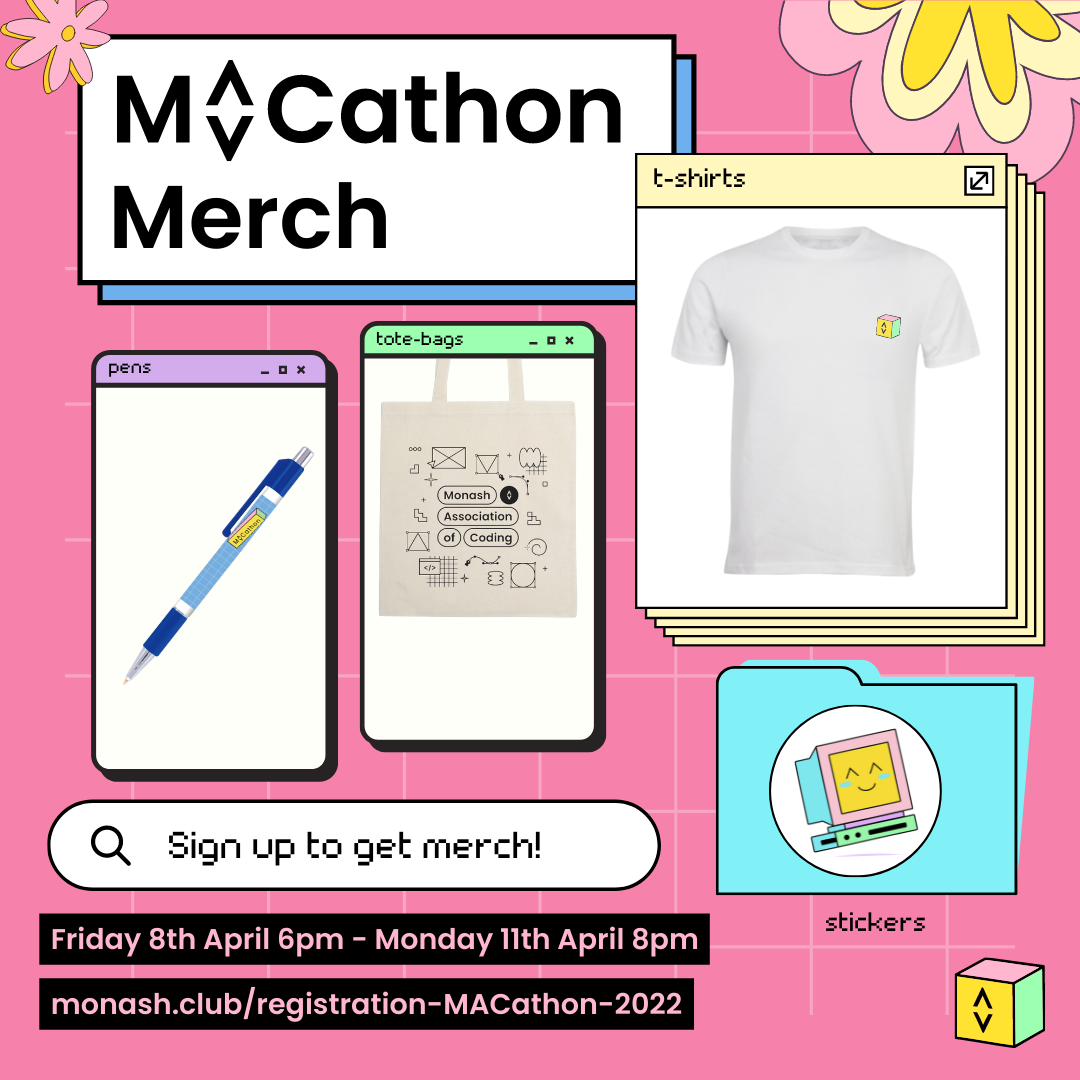 MACathon
Merch
t-shirts
tote-bags
pens
MACathon
Monash
Association
of Coding
</>
Sign up to get merch!
stickers
Friday 8th April 6pm - Monday 11th April 8pm
monash.club/registration-MACathon-2022